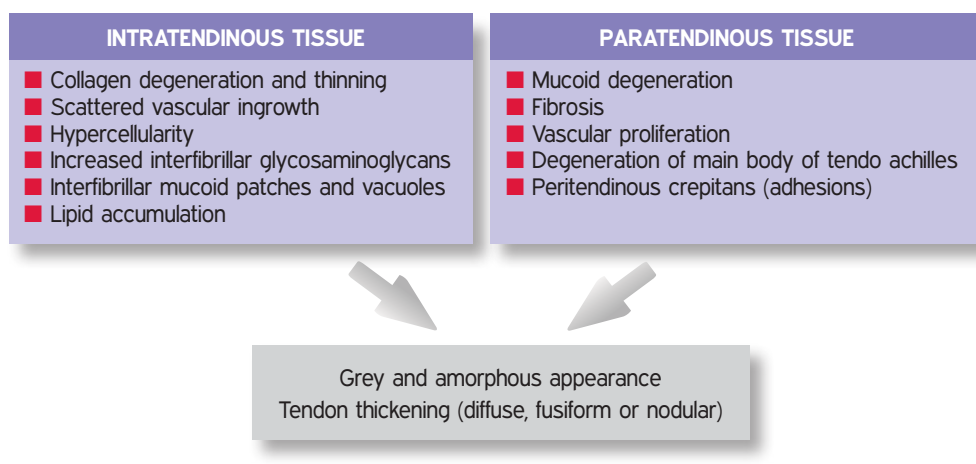 INTRATENDINOUS TISSUE
Collagen degeneration and thinning
Scattered vascular ingrowth
Hypercellularity
Increased interfibrillar glycosaminoglycans
Interfibrillar mucoid patches and vacuoles
Lipid accumulation
PARATENDINOUS TISSUE
Mucoid degeneration
Fibrosis
Vascular proliferation
Degeneration of main body of tendo achilles
Peritendinous crepitans (adhesions)
Grey and amorphous appearance
Tendon thickening (diffuse, fusiform or nodular)